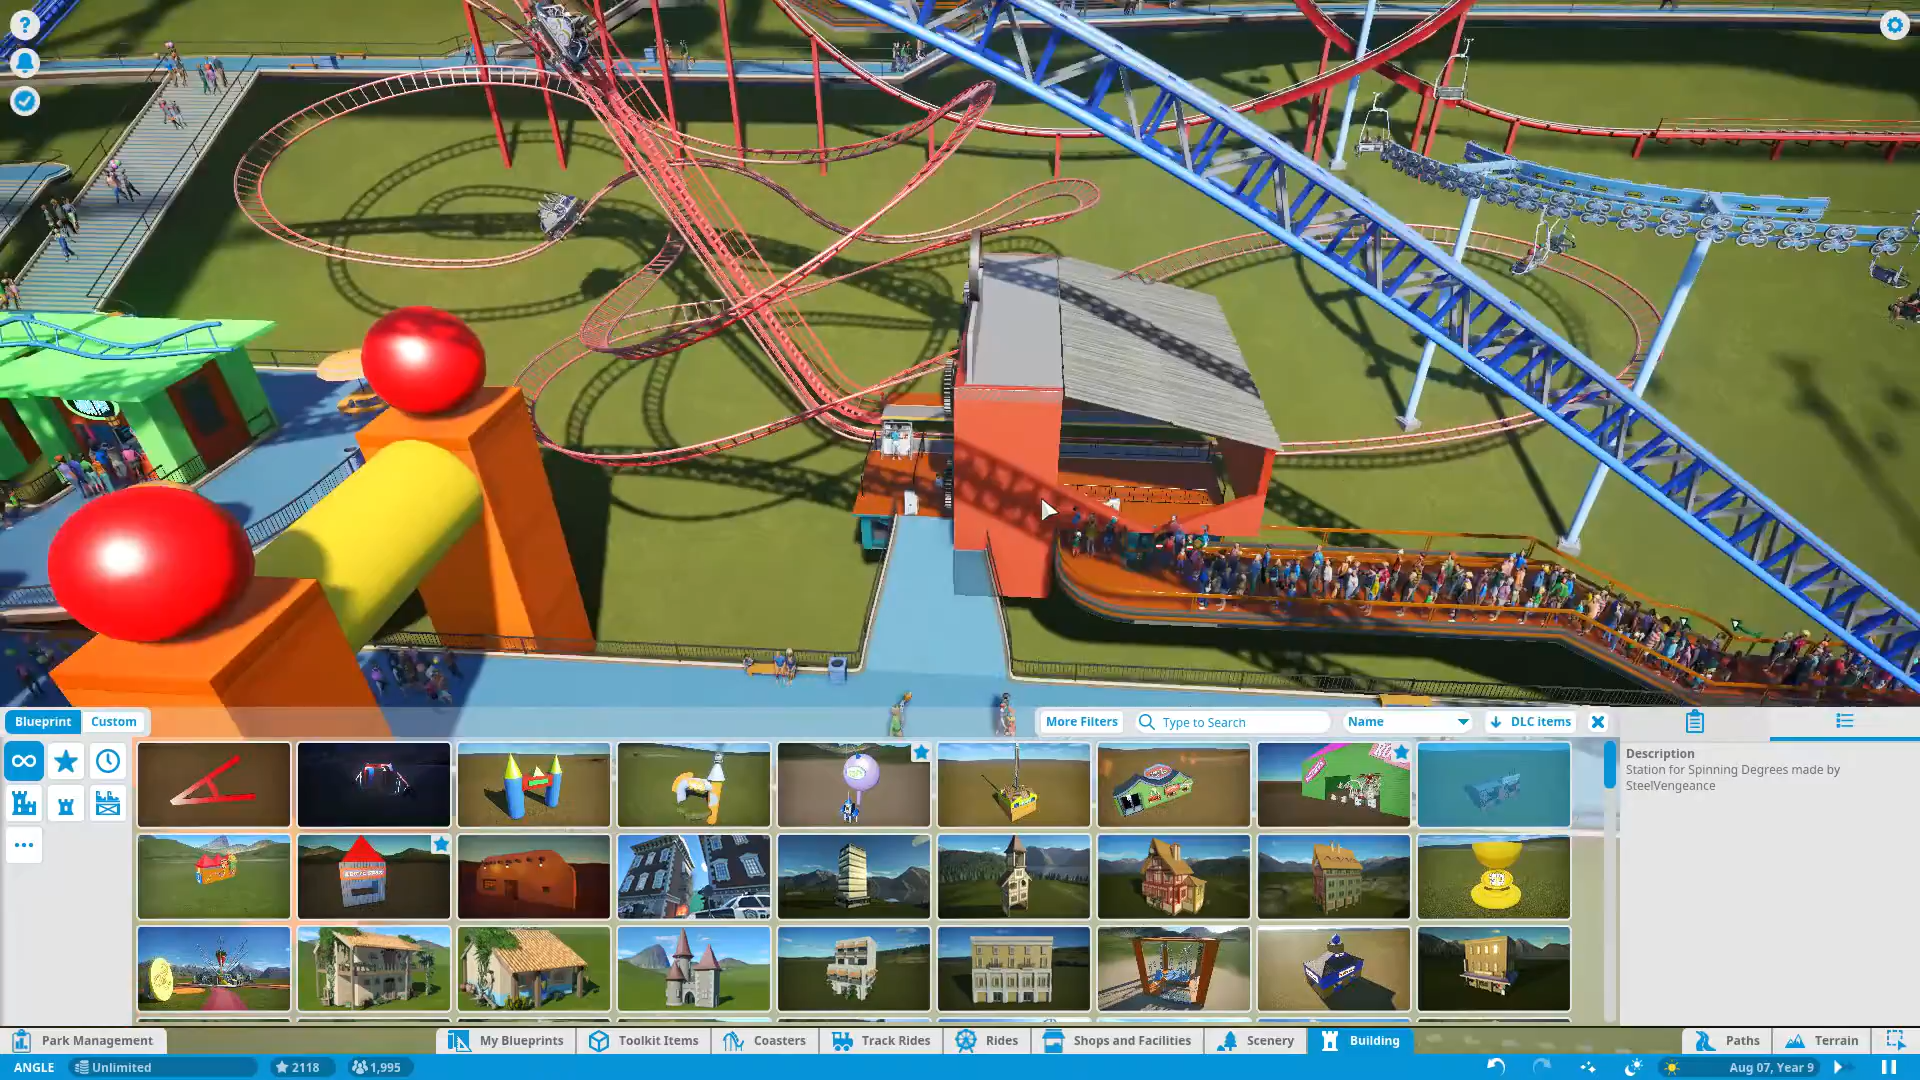 ?
Blueprint
Custom
More Filters
Type to Search
Name
DLC items
Description
Station for Spinning Degrees made by
SteelVengeance
Park Management
My Blueprints
Toolkit Items
Coasters
Track Rides
Rides
Shops and Facilities
Scenery
Building
Paths
Terrain
ANGLE
Unlimited
2118
1,995
Aug 07, Year 9